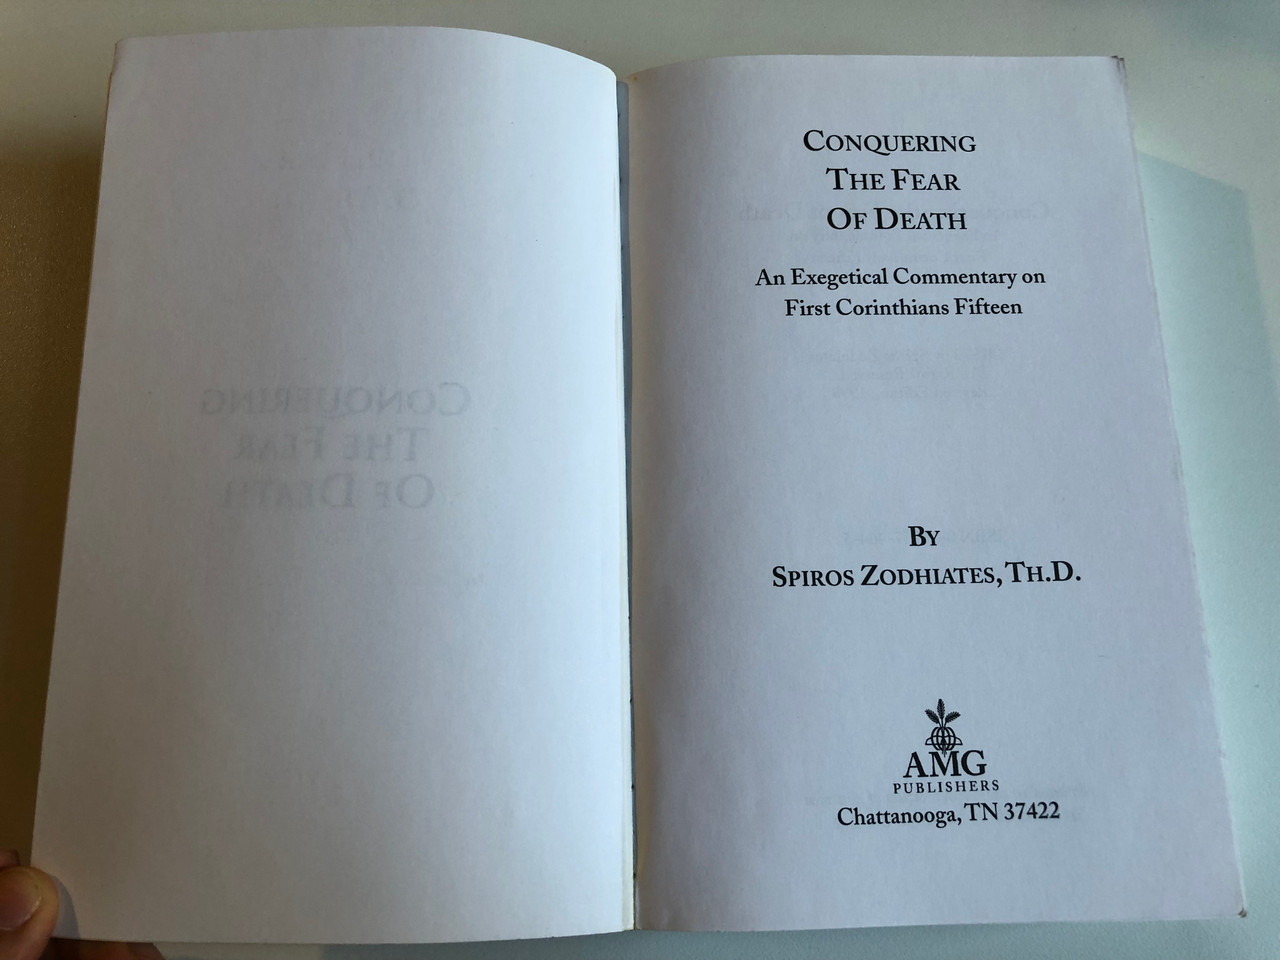 CONQUERING
THE FEAR
OF DEATH
An Exegetical Commentary on
First Corinthians Fifteen
BY
SPIROS ZODHIATES, TH.D.
AMG
PUBLISHERS
Chattanooga, TN 37422